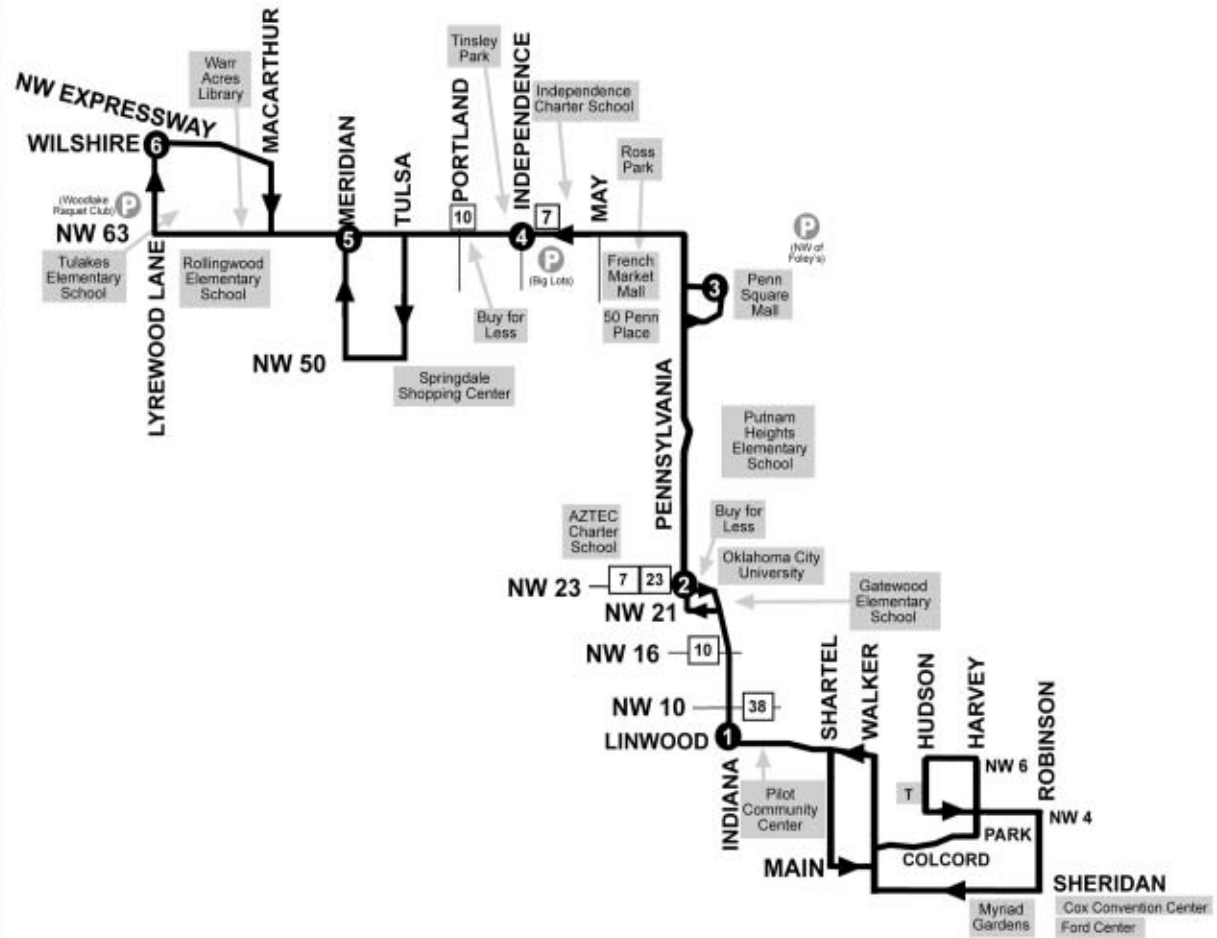 NW EXPRESSWAY
WILSHIRE
6
Warr
Acres
Library
MACARTHUR
Tinsley
Park
INDEPENDENCE
Independence
Charter School
PORTLAND
MERIDIAN
TULSA
Ross
Park
MAY
(Woodlake
Raquet Club)
P
NW 63
10
7
5
4
P
(Big Lots)
P
(NW of
Foley's)
Tulakes
Elementary
School
Rollingwood
Elementary
School
LYREWOOD LANE
French
Market
Mall
3
Penn
Square
Mall
Buy for
Less
50 Penn
Place
NW 50
Springdale
Shopping Center
PENNSYLVANIA
Putnam
Heights
Elementary
School
AZTEC
Charter
School
Buy for
Less
Oklahoma City
University
NW 23
7
23
2
NW 21
Gatewood
Elementary
School
NW 16
10
NW 10
38
LINWOOD
1
INDIANA
SHARTEL
WALKER
HUDSON
HARVEY
ROBINSON
NW 6
T
NW 4
Pilot
Community
Center
PARK
COLCORD
MAIN
SHERIDAN
Myriad
Gardens
Cox Convention Center
Ford Center